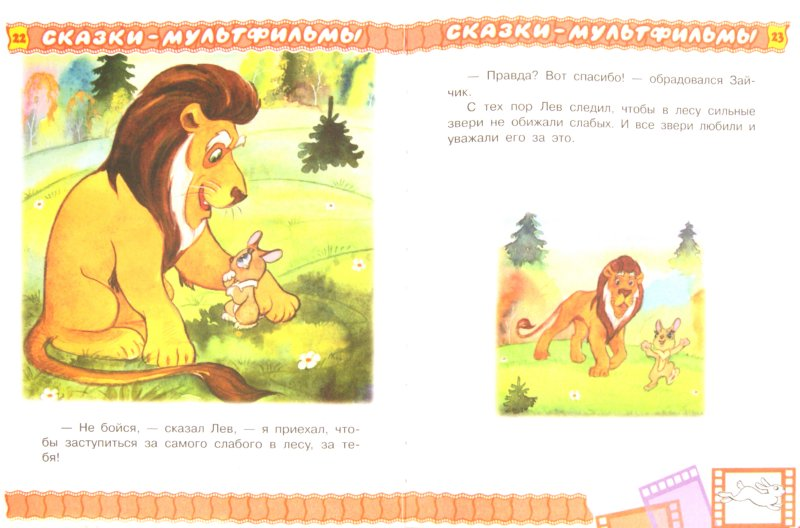 22
СКАЗКИ-МУЛЬТФИЛЬМЫ
— Не бойся, — сказал Лев, — я приехал, что-
бы заступиться за самого слабого в лесу, за те-
бя!
СКАЗКИ-МУЛЬТФИЛЬМЫ
23
— Правда? Вот спасибо! — обрадовался Зай-
чик.
С тех пор Лев следил, чтобы в лесу сильные
звери не обижали слабых. И все звери любили и
уважали его за это.